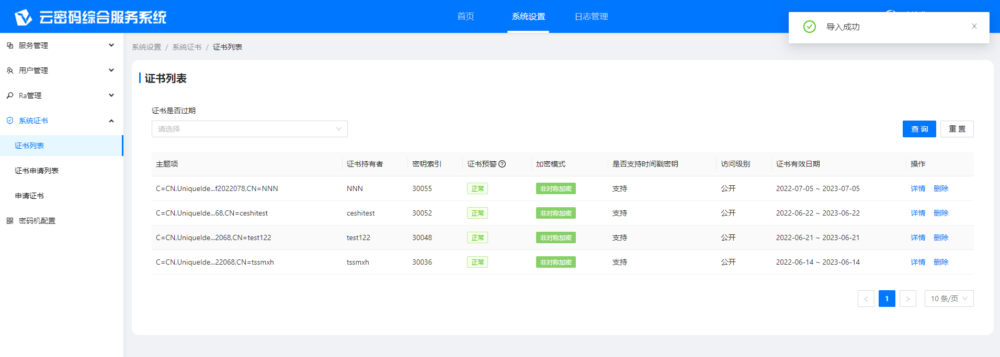 云密码综合服务系统
首页 系统设置 日志管理
导入成功
服务管理
用户管理
Ra管理
系统证书
证书列表
证书申请列表
申请证书
密码机配置
系统设置 / 系统证书 / 证书列表
证书列表
证书是否过期
请选择
查询 重置
主题项 证书持有者 密钥索引 证书预警 加密模式 是否支持时间戳密钥 访问级别 证书有效日期 操作
C=CN,UniqueIde...f2022078,CN=NNN NNN 30055 正常 非对称加密 支持 公开 2022-07-05 ~ 2023-07-05 详情 删除
C=CN,UniqueIde...68,CN=ceshitest ceshitest 30052 正常 非对称加密 支持 公开 2022-06-22 ~ 2023-06-22 详情 删除
C=CN,UniqueIde...2068,CN=test122 test122 30048 正常 非对称加密 支持 公开 2022-06-21 ~ 2023-06-21 详情 删除
C=CN,UniqueIde...22068,CN=tssmxh tssmxh 30036 正常 非对称加密 支持 公开 2022-06-14 ~ 2023-06-14 详情 删除
< 1 > 10 条/页